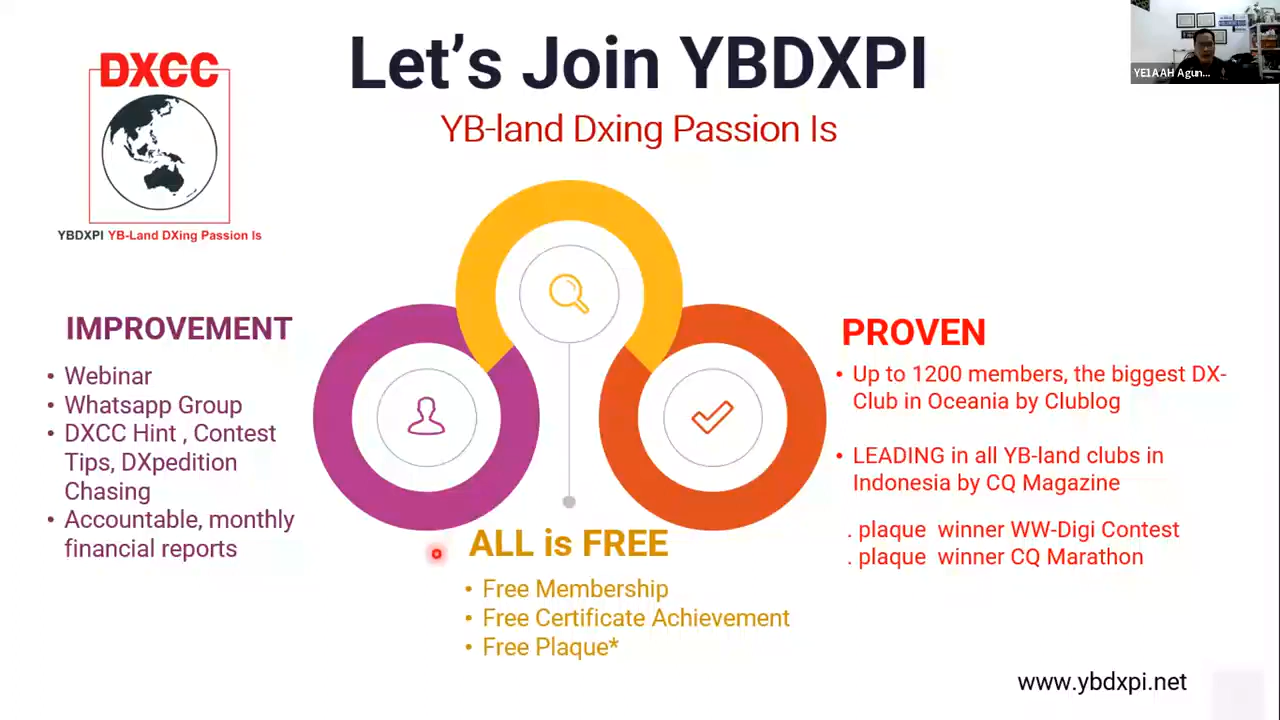 Let's Join YBDXPI
YB-land Dxing Passion Is
YE1AAH Agun...
DXCC
YBDXPI YB-Land DXing Passion Is
IMPROVEMENT
• Webinar
• Whatsapp Group
• DXCC Hint , Contest
Tips, DXpedition
Chasing
• Accountable, monthly
financial reports
ALL is FREE
• Free Membership
• Free Certificate Achievement
• Free Plaque*
PROVEN
• Up to 1200 members, the biggest DX-
Club in Oceania by Clublog
• LEADING in all YB-land clubs in
Indonesia by CQ Magazine
. plaque winner WW-Digi Contest
. plaque winner CQ Marathon
www.ybdxpi.net